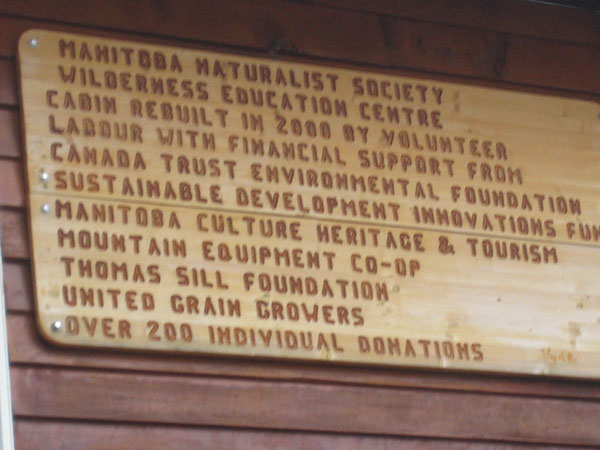 MANITOBA NATURALIST SOCIETY
WILDERNESS EDUCATION CENTRE
CABIN REBUILT IN 2000 BY VOLUNTEER
LABOUR WITH FINANCIAL SUPPORT FROM
CANADA TRUST ENVIRONMENTAL FOUNDATION
SUSTAINABLE DEVELOPMENT INNOVATIONS FUN
MANITOBA CULTURE HERITAGE & TOURISM
MOUNTAIN EQUIPMENT CO-OP
THOMAS SILL FOUNDATION
UNITED GRAIN GROWERS
OVER 200 INDIVIDUAL DONATIONS